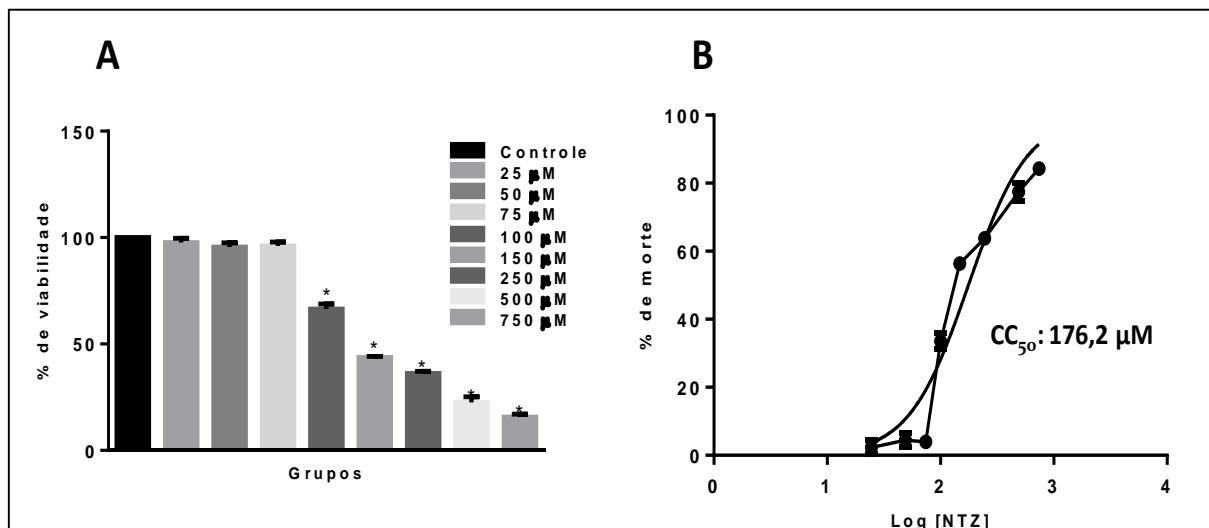 A
150
100
50
0
% de viabilidade
Grupos
Controle
25 µM
50 µM
75 µM
100 µM
150 µM
250 µM
500 µM
750 µM
*
*
*
*
*
B
100
80
60
40
20
0
% de morte
CC₅₀: 176,2 µM
0 1 2 3 4
Log [NTZ]